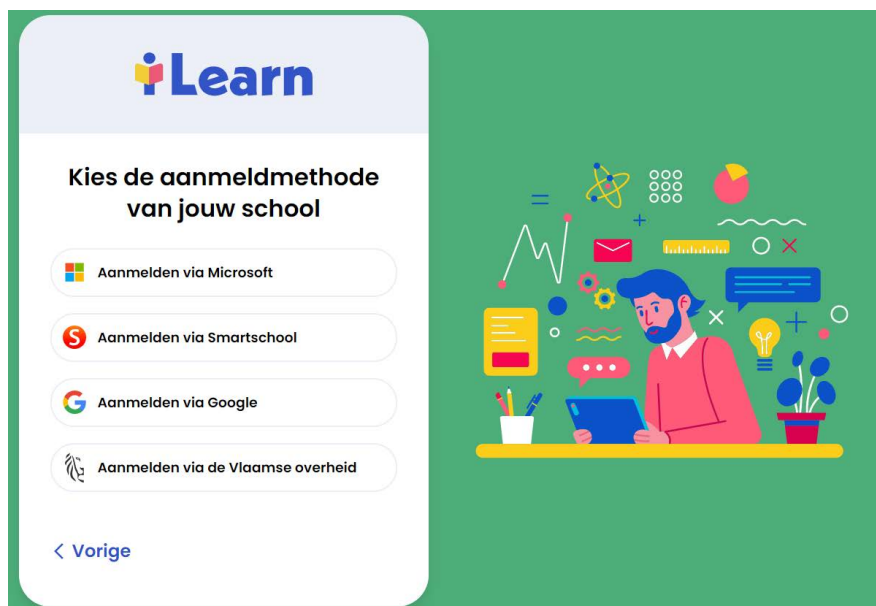 iLearn
Kies de aanmeldmethode
van jouw school
Aanmelden via Microsoft
Aanmelden via Smartschool
Aanmelden via Google
Aanmelden via de Vlaamse overheid
< Vorige